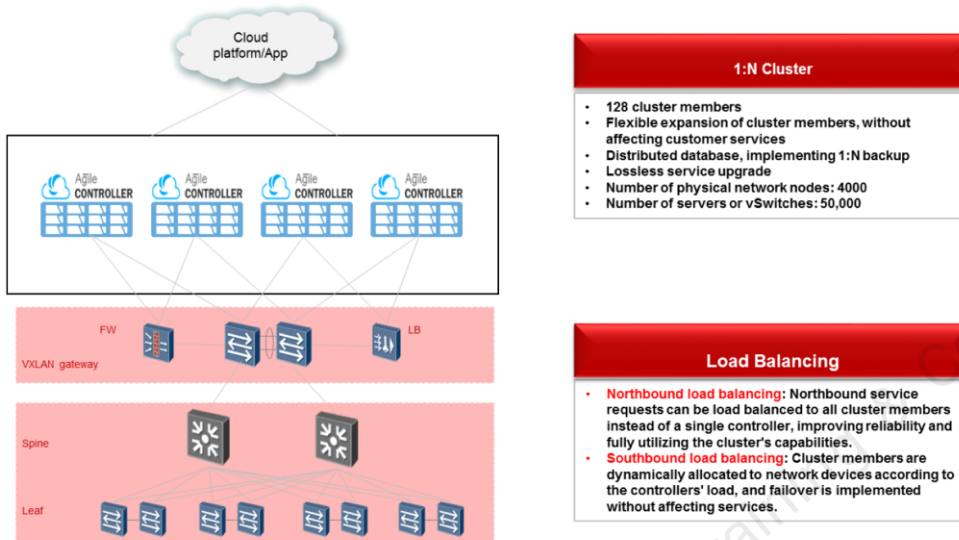 Cloud
platform/App
Agile
CONTROLLER
Agile
CONTROLLER
Agile
CONTROLLER
Agile
CONTROLLER
FW
LB
VXLAN gateway
Spine
Leaf
1:N Cluster
• 128 cluster members
• Flexible expansion of cluster members, without
affecting customer services
• Distributed database, implementing 1:N backup
• Lossless service upgrade
• Number of physical network nodes: 4000
• Number of servers or vSwitches: 50,000
Load Balancing
• Northbound load balancing: Northbound service
requests can be load balanced to all cluster members
instead of a single controller, improving reliability and
fully utilizing the cluster's capabilities.
• Southbound load balancing: Cluster members are
dynamically allocated to network devices according to
the controllers' load, and failover is implemented
without affecting services.